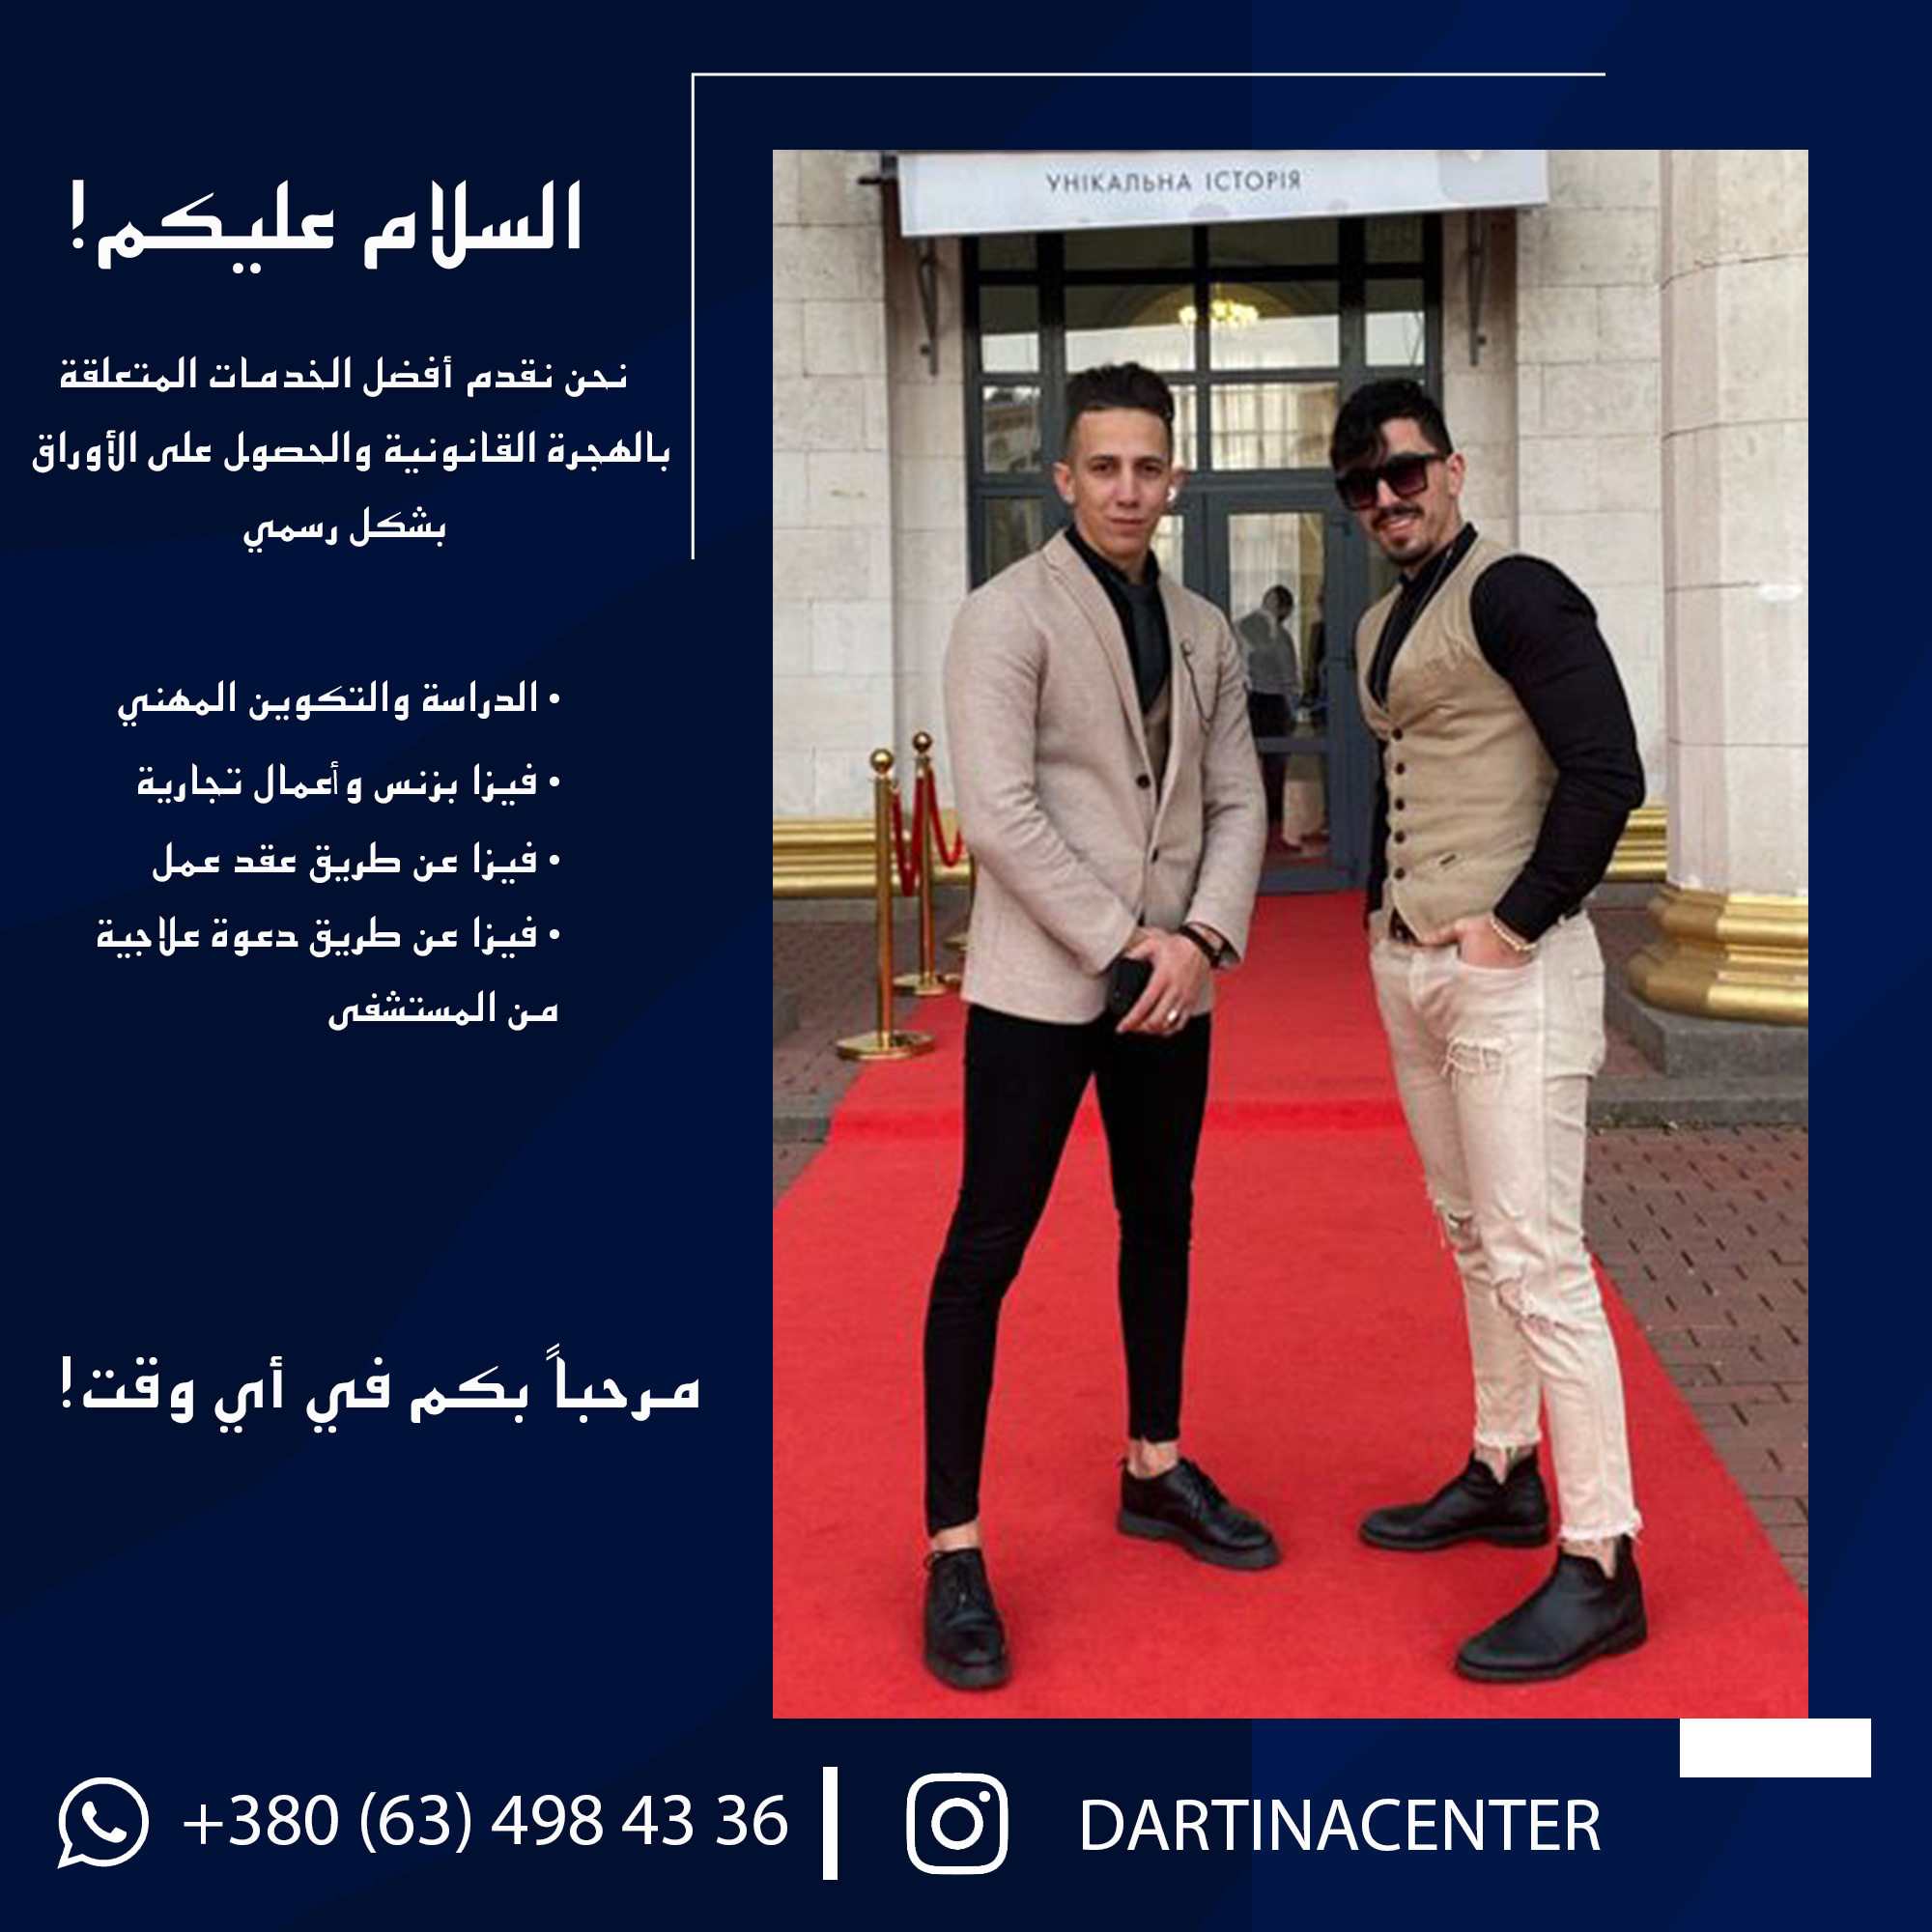 السلام عليكم!
نحن نقدم أفضل الخدمات المتعلقة
بالهجرة القانونية والحصول على الأوراق
بشكل رسمي
• الدراسة والتكوين المهني
• فيزا بزنس وأعمال تجارية
• فيزا عن طريق عقد عمل
• فيزا عن طريق دعوة علاجية
من المستشفى
مرحباً بكم في أي وقت!
УНІКАЛЬНА ІСТОРІЯ
+380 (63) 498 43 36
DARTINACENTER